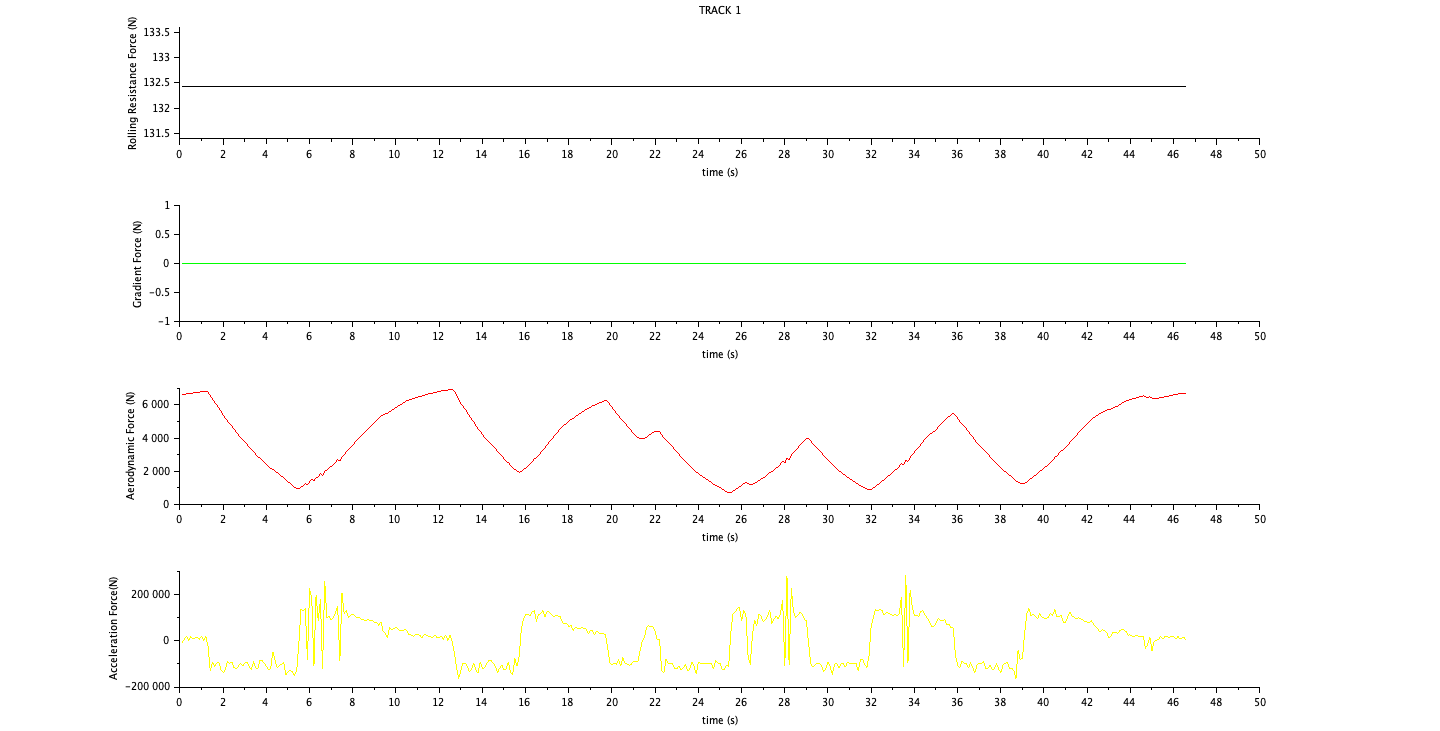 TRACK 1
Rolling Resistance Force (N)
133.5
133
132.5
132
131.5
0 2 4 6 8 10 12 14 16 18 20 22 24 26 28 30 32 34 36 38 40 42 44 46 48 50
time (s)
Gradient Force (N)
1
0.5
0
−0.5
−1
0 2 4 6 8 10 12 14 16 18 20 22 24 26 28 30 32 34 36 38 40 42 44 46 48 50
time (s)
Aerodynamic Force (N)
6 000
4 000
2 000
0
0 2 4 6 8 10 12 14 16 18 20 22 24 26 28 30 32 34 36 38 40 42 44 46 48 50
time (s)
Acceleration Force(N)
200 000
0
−200 000
0 2 4 6 8 10 12 14 16 18 20 22 24 26 28 30 32 34 36 38 40 42 44 46 48 50
time (s)